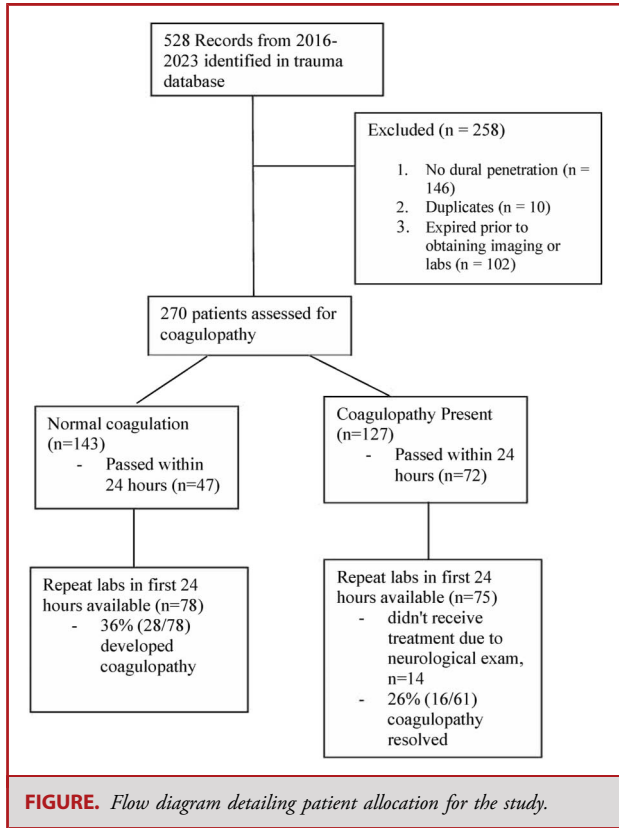 528 Records from 2016-
2023 identified in trauma
database
Excluded (n = 258)
1. No dural penetration (n =
146)
2. Duplicates (n = 10)
3. Expired prior to
obtaining imaging or
labs (n = 102)
270 patients assessed for
coagulopathy
Normal coagulation
(n=143)
- Passed within
24 hours (n=47)
Coagulopathy Present
(n=127)
- Passed within 24
hours (n=72)
Repeat labs in first 24
hours available (n=78)
- 36% (28/78)
developed
coagulopathy
Repeat labs in first 24
hours available (n=75)
- didn't receive
treatment due to
neurological exam,
n=14
- 26% (16/61)
coagulopathy
resolved
FIGURE. Flow diagram detailing patient allocation for the study.